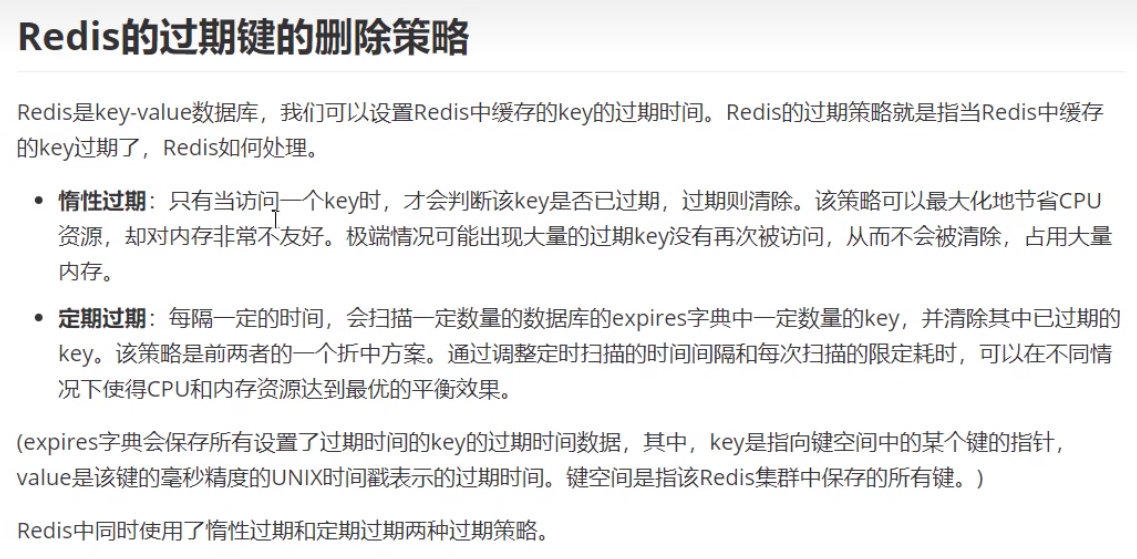 Redis的过期键的删除策略
Redis是key-value数据库，我们可以设置Redis中缓存的key的过期时间。Redis的过期策略就是指当Redis中缓存
的key过期了，Redis如何处理。
惰性过期：只有当访问一个key时，才会判断该key是否已过期，过期则清除。该策略可以最大化地节省CPU
资源，却对内存非常不友好。极端情况可能出现大量的过期key没有再次被访问，从而不会被清除，占用大量
内存。
定期过期：每隔一定的时间，会扫描一定数量的数据库的expires字典中一定数量的key，并清除其中已过期的
key。该策略是前两者的一个折中方案。通过调整定时扫描的时间间隔和每次扫描的限定耗时，可以在不同情
况下使得CPU和内存资源达到最优的平衡效果。
(expires字典会保存所有设置了过期时间的key的过期时间数据，其中，key是指向键空间中的某个键的指针，
value是该键的毫秒精度的UNIX时间戳表示的过期时间。键空间是指该Redis集群中保存的所有键。)
Redis中同时使用了惰性过期和定期过期两种过期策略。